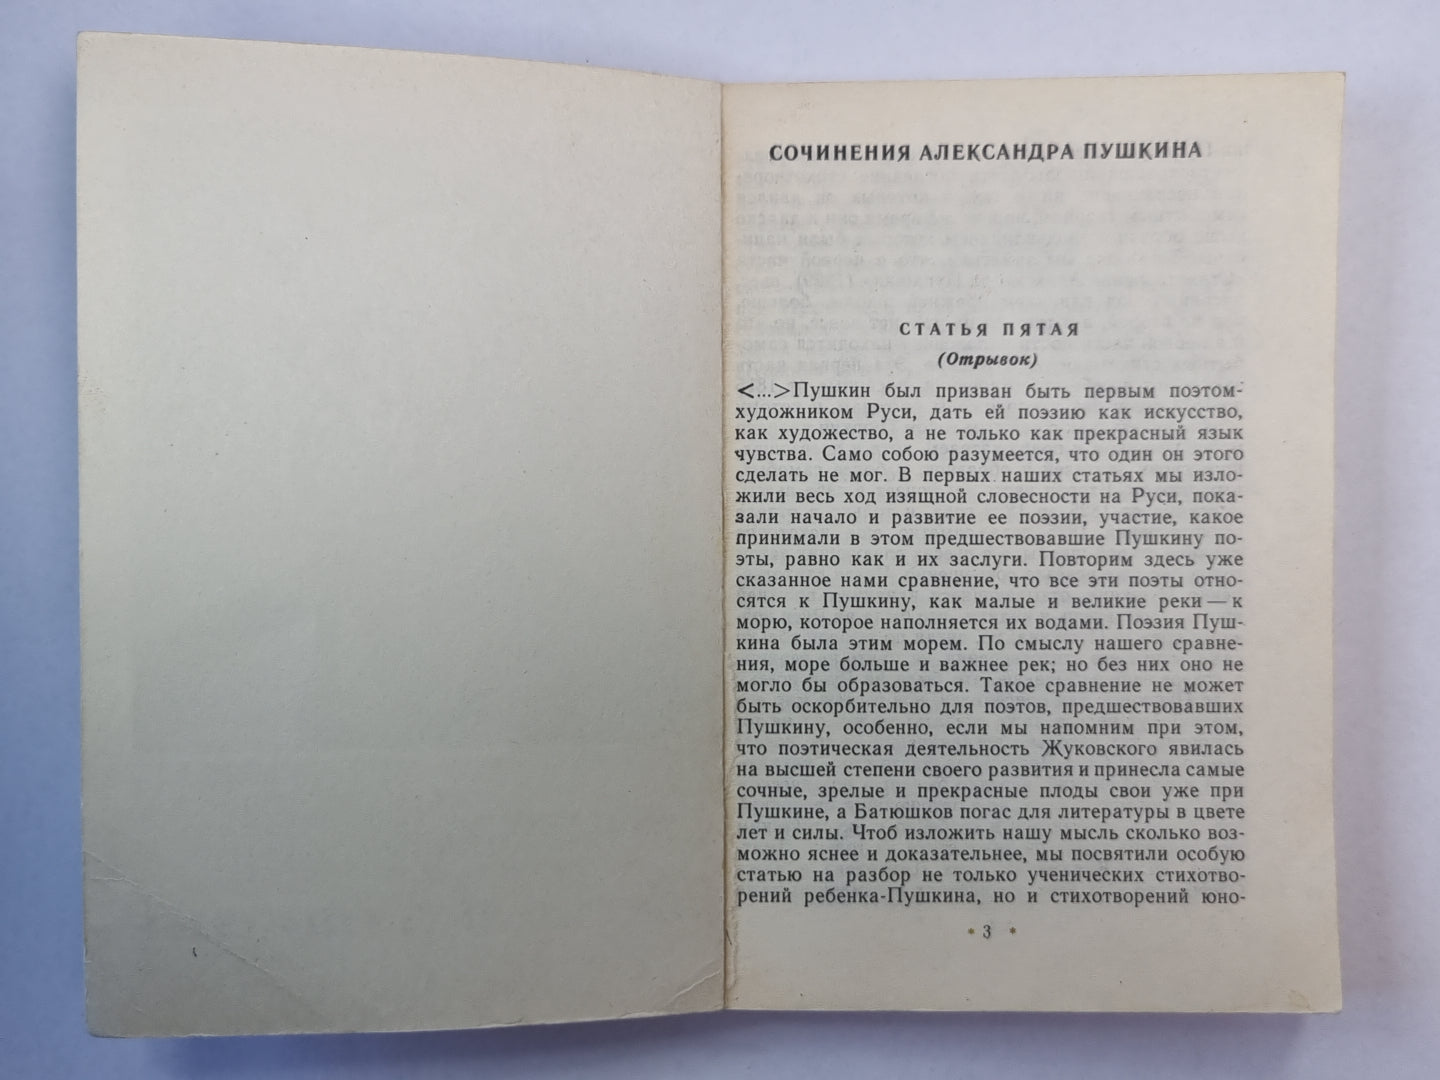 СОЧИНЕНИЯ АЛЕКСАНДРА ПУШКИНА
СТАТЬЯ ПЯТАЯ
(Отрывок)
<...>Пушкин был призван быть первым поэтом-
художником Руси, дать ей поэзию как искусство,
как художество, а не только как прекрасный язык
чувства. Само собою разумеется, что один он этого
сделать не мог. В первых наших статьях мы изло-
жили весь ход изящной словесности на Руси, пока-
зали начало и развитие ее поэзии, участие, какое
принимали в этом предшествовавшие Пушкину по-
эты, равно как и их заслуги. Повторим здесь уже
сказанное нами сравнение, что все эти поэты отно-
сятся к Пушкину, как малые и великие реки — к
морю, которое наполняется их водами. Поэзия Пуш-
кина была этим морем. По смыслу нашего сравне-
ния, море больше и важнее рек; но без них оно не
могло бы образоваться. Такое сравнение не может
быть оскорбительно для поэтов, предшествовавших
Пушкину, особенно, если мы напомним при этом,
что поэтическая деятельность Жуковского явилась
на высшей степени своего развития и принесла самые
сочные, зрелые и прекрасные плоды свои уже при
Пушкине, а Батюшков погас для литературы в цвете
лет и силы. Чтоб изложить нашу мысль сколько воз-
можно яснее и доказательнее, мы посвятили особую
статью на разбор не только ученических стихотво-
рений ребенка-Пушкина, но и стихотворений юно-
* 3 *